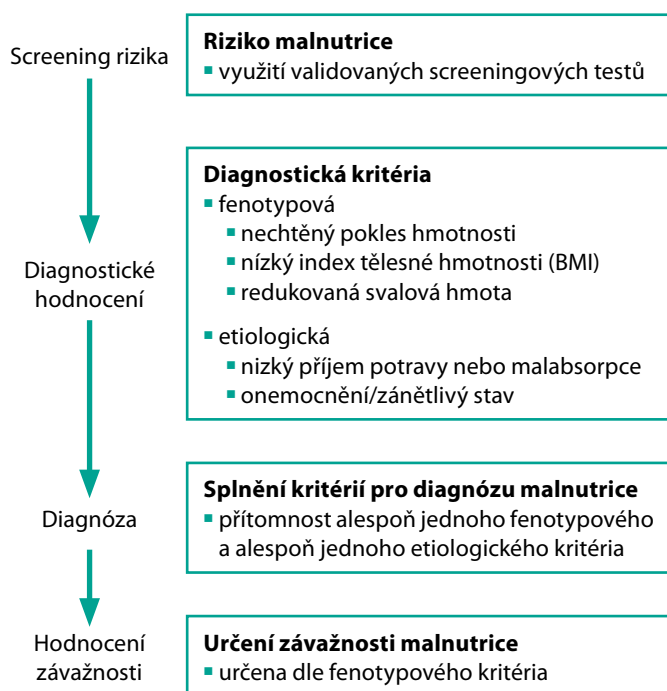 Screening rizika
Riziko malnutrice
▪ využití validovaných screeningových testů
Diagnostické
hodnocení
Diagnostická kritéria
▪ fenotypová
▪ nechtěný pokles hmotnosti
▪ nízký index tělesné hmotnosti (BMI)
▪ redukovaná svalová hmota
▪ etiologická
▪ nizký příjem potravy nebo malabsorpce
▪ onemocnění/zánětlivý stav
Diagnóza
Splnění kritérií pro diagnózu malnutrice
▪ přítomnost alespoň jednoho fenotypového
a alespoň jednoho etiologického kritéria
Hodnocení
závažnosti
Určení závažnosti malnutrice
▪ určena dle fenotypového kritéria